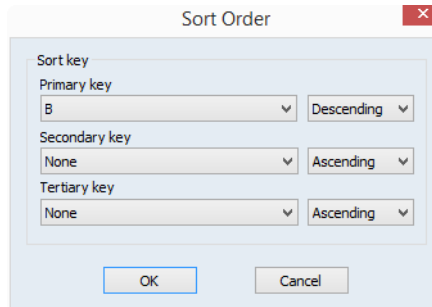 Sort Order
Sort key
Primary key
B Descending
Secondary key
None Ascending
Tertiary key
None Ascending
OK Cancel